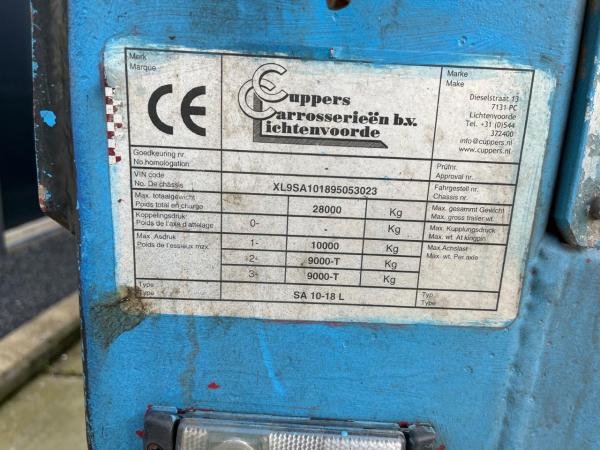 Merk
Marque
CE
Cuppers
Carrosserieën b.v.
Lichtenvoorde
Marke
Make
Dieselstraat 13
7131-PC
Lichtenvoorde
Tel. +31 (0)544
372400
info@cuppers.nl
www.cuppers.nl
Goedkeuring nr.
No.homologation
-
Prüfnr.
Approval nr.
VIN code
No. De châssis
XL9SA101895053023
Fahrgestell nr.
Chassis nr.
Max. totaalgewicht
Poids total en charge
28000 Kg
Max. gesammt Gewicht
Max. gross trailer wt.
Koppelingsdruk
Poids de l'axe d'attelage
0- - Kg
Max. Kupplungsdruck
Max. wt. At kingpin
Max. Asdruk
Poids de l'essieux mzx.
1- 10000 Kg
2- 9000-T Kg
3- 9000-T Kg
Max.Achslast
Max. wt. Per axle
Type
Type
SA 10-18 L
Typ
Type